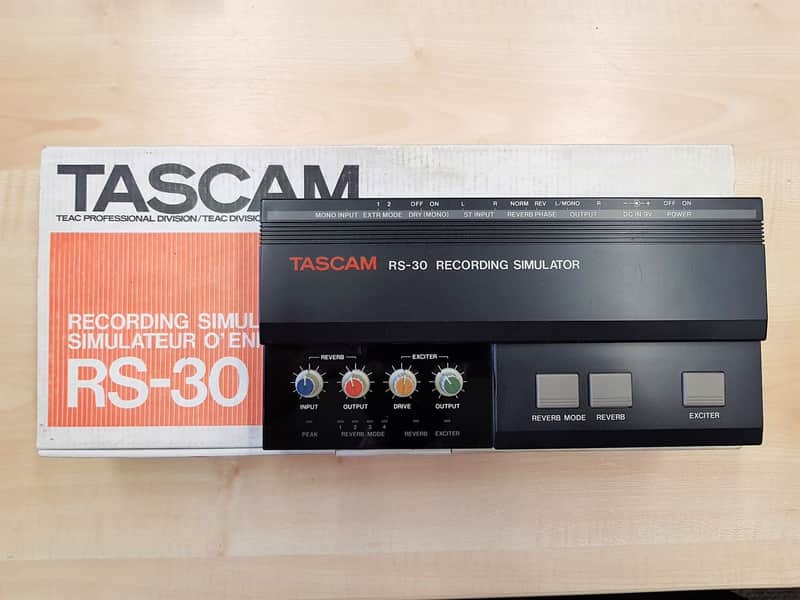 TASCAM
TEAC PROFESSIONAL DIVISION/TEAC DIVISI
RECORDING SIMUL
SIMULATEUR D'EN
RS-30
1 2 OFF ON L R NORM REV L/MONO R - + OFF ON
MONO INPUT EXTR MODE DRY (MONO) ST INPUT REVERB PHASE OUTPUT DC IN 9V POWER
TASCAM RS-30 RECORDING SIMULATOR
REVERB EXCITER
INPUT OUTPUT DRIVE OUTPUT
1 2 3 4
PEAK REVERB MODE REVERB EXCITER
REVERB MODE REVERB EXCITER